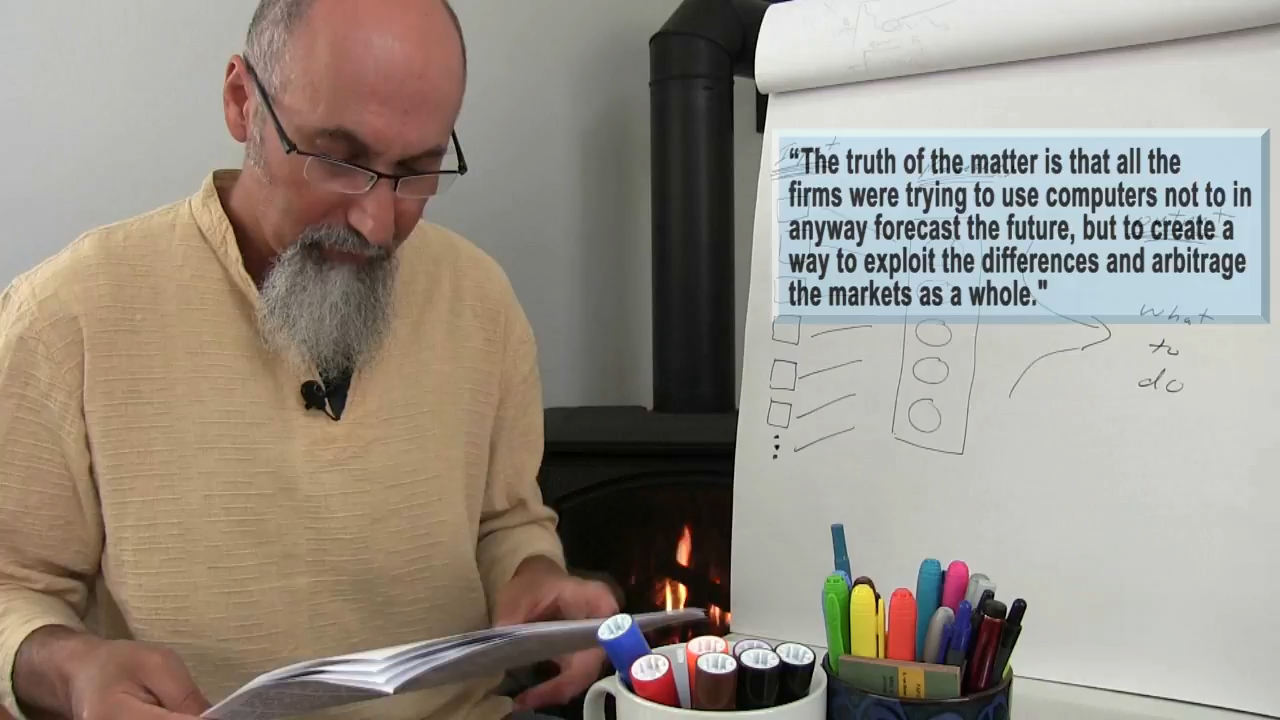 “The truth of the matter is that all the
firms were trying to use computers not to in
anyway forecast the future, but to create a
way to exploit the differences and arbitrage
the markets as a whole."
what
to
do